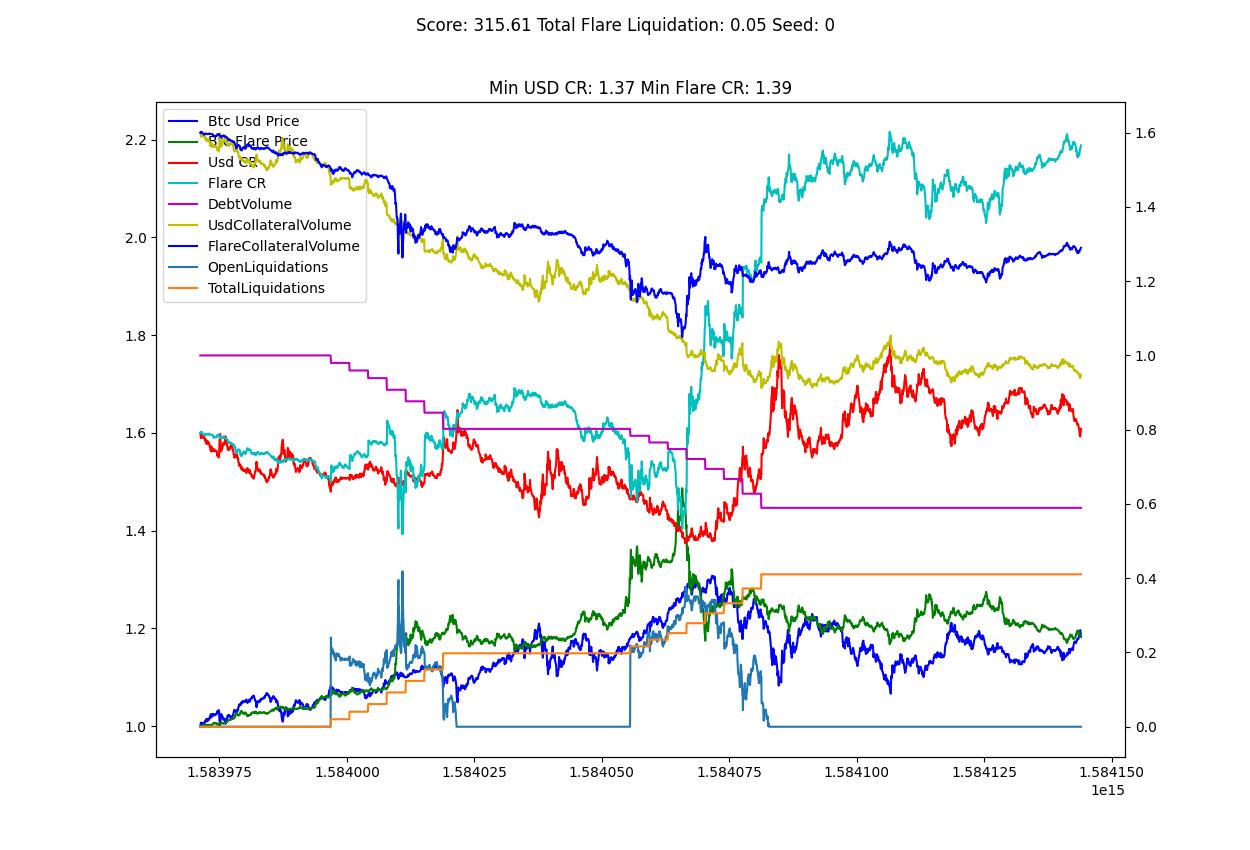 Score: 315.61 Total Flare Liquidation: 0.05 Seed: 0
Min USD CR: 1.37 Min Flare CR: 1.39
Btc Usd Price
Btc Flare Price
Usd CR
Flare CR
DebtVolume
UsdCollateralVolume
FlareCollateralVolume
OpenLiquidations
TotalLiquidations
2.2
2.0
1.8
1.6
1.4
1.2
1.0
1.6
1.4
1.2
1.0
0.8
0.6
0.4
0.2
0.0
1.583975 1.584000 1.584025 1.584050 1.584075 1.584100 1.584125 1.584150
1e15